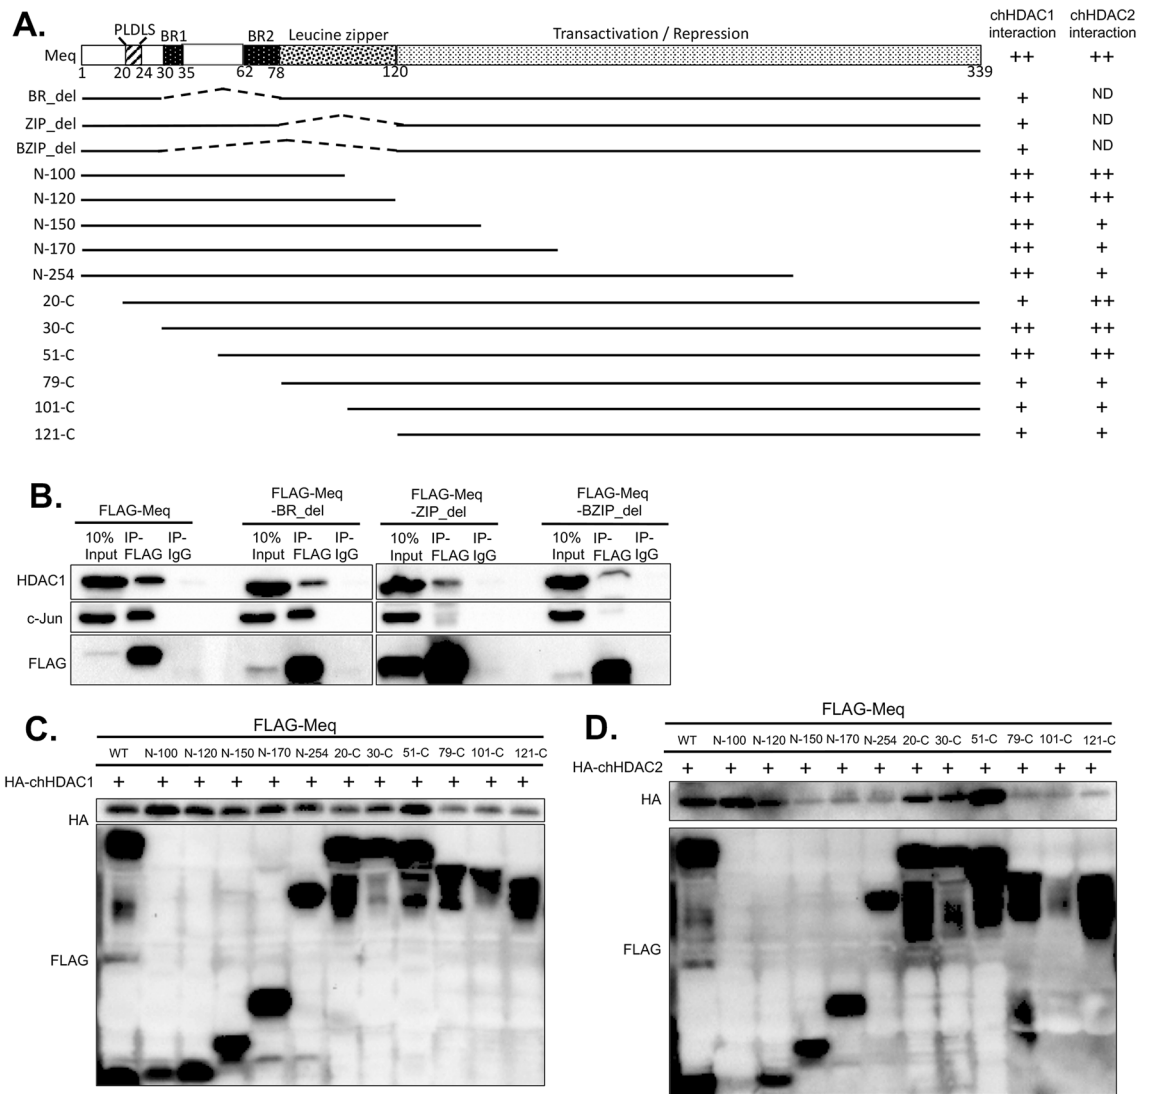 A.
chHDAC1 chHDAC2
interaction interaction
PLDLS BR1 BR2 Leucine zipper Transactivation / Repression
Meq ++ ++
1 20 24 30 35 62 78 120 339
BR_del + ND
ZIP_del + ND
BZIP_del + ND
N-100 ++ ++
N-120 ++ ++
N-150 ++ +
N-170 ++ +
N-254 ++ +
20-C + ++
30-C ++ ++
51-C ++ ++
79-C + +
101-C + +
121-C + +
B.
FLAG-Meq FLAG-Meq -BR_del FLAG-Meq -ZIP_del FLAG-Meq -BZIP_del
10% Input IP-FLAG IP-IgG 10% Input IP-FLAG IP-IgG 10% Input IP-FLAG IP-IgG 10% Input IP-FLAG IP-IgG
HDAC1
c-Jun
FLAG
C.
FLAG-Meq
WT N-100 N-120 N-150 N-170 N-254 20-C 30-C 51-C 79-C 101-C 121-C
HA-chHDAC1 + + + + + + + + + + + +
HA
FLAG
D.
FLAG-Meq
WT N-100 N-120 N-150 N-170 N-254 20-C 30-C 51-C 79-C 101-C 121-C
HA-chHDAC2 + + + + + + + + + + + +
HA
FLAG